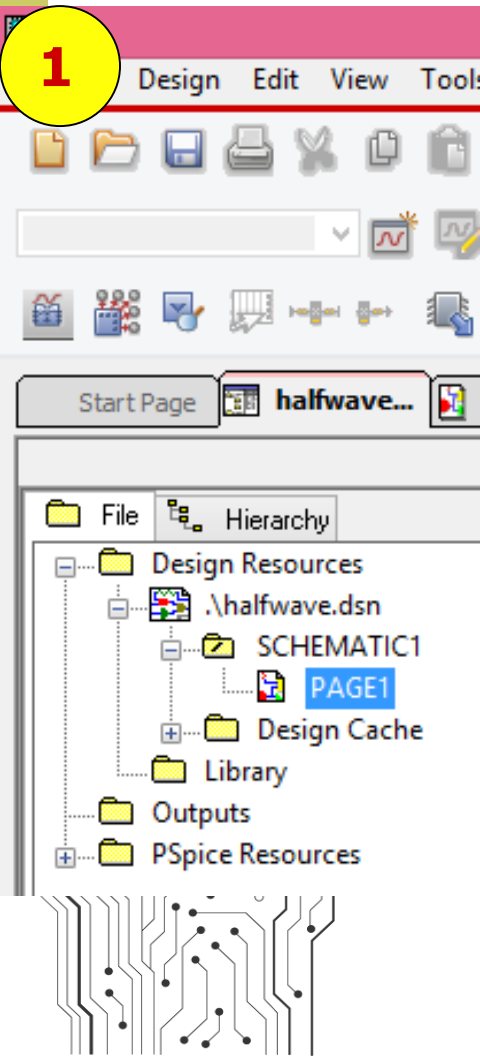 1
Design Edit View Tools
Start Page halfwave...
File Hierarchy
Design Resources
.\halfwave.dsn
SCHEMATIC1
PAGE1
Design Cache
Library
Outputs
PSpice Resources